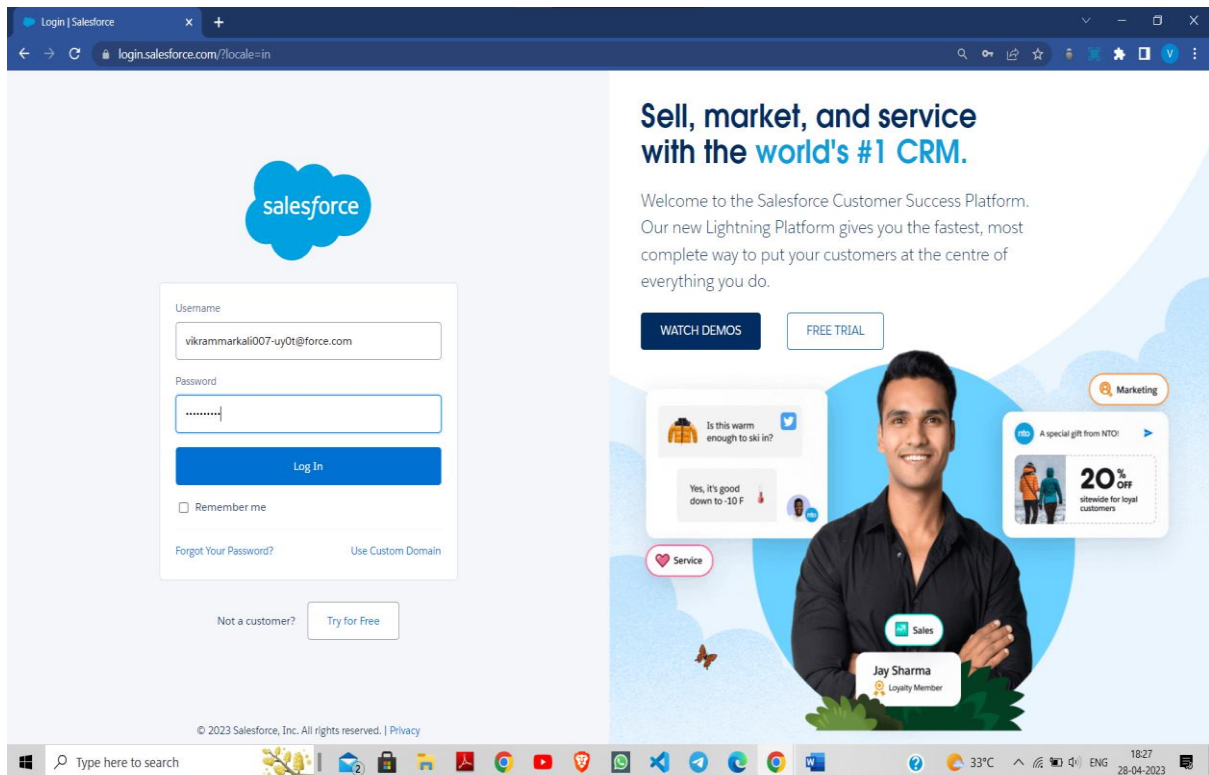 Login | Salesforce
login.salesforce.com/?locale=in
V
salesforce
Username
vikrammarkali007-uy0t@force.com
Password
Log In
Remember me
Forgot Your Password? Use Custom Domain
Not a customer? Try for Free
© 2023 Salesforce, Inc. All rights reserved. | Privacy
Sell, market, and service
with the world's #1 CRM.
Welcome to the Salesforce Customer Success Platform.
Our new Lightning Platform gives you the fastest, most
complete way to put your customers at the centre of
everything you do.
WATCH DEMOS FREE TRIAL
Marketing
Is this warm
enough to ski in?
Yes, it's good
down to -10 F
nto
Service
nto A special gift from NTO!
20% OFF
sitewide for loyal
customers
Sales
Jay Sharma
Loyalty Member
Type here to search
2
33°C ENG
18:27
28-04-2023